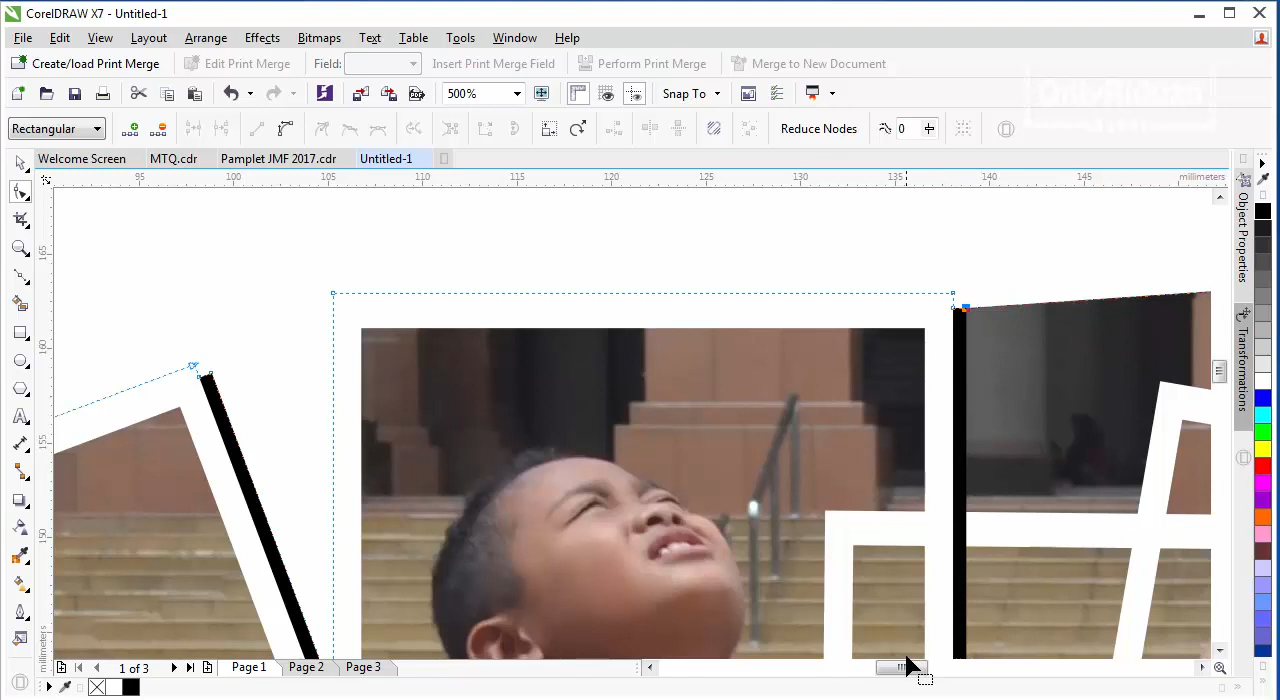 CorelDRAW X7 - Untitled-1
File Edit View Layout Arrange Effects Bitmaps Text Table Tools Window Help
Create/load Print Merge Edit Print Merge Field: Insert Print Merge Field Perform Print Merge Merge to New Document
500% Snap To
Rectangular Reduce Nodes 0
Welcome Screen MTQ.cdr Pamplet JMF 2017.cdr Untitled-1
95 100 105 110 115 120 125 130 135 140 145 millimeters
165
160
155
150
millimeters
Object Properties
Transformations
1 of 3 Page 1 Page 2 Page 3